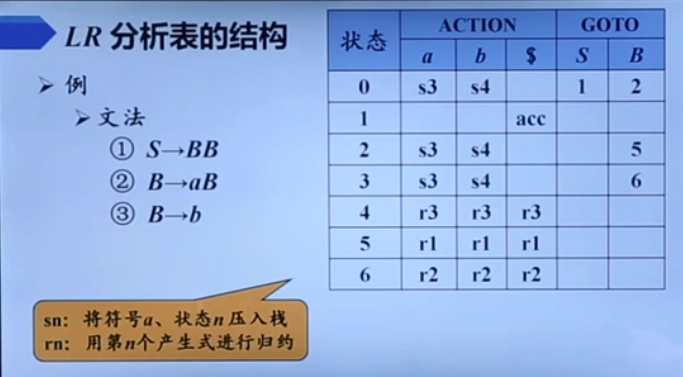 LR 分析表的结构
➢ 例
➢ 文法
① S→BB
② B→aB
③ B→b
sn: 将符号a、状态n 压入栈
rn: 用第n个产生式进行归约
状态 ACTION GOTO
a b $ S B
0 s3 s4 1 2
1 acc
2 s3 s4 5
3 s3 s4 6
4 r3 r3 r3
5 r1 r1 r1
6 r2 r2 r2